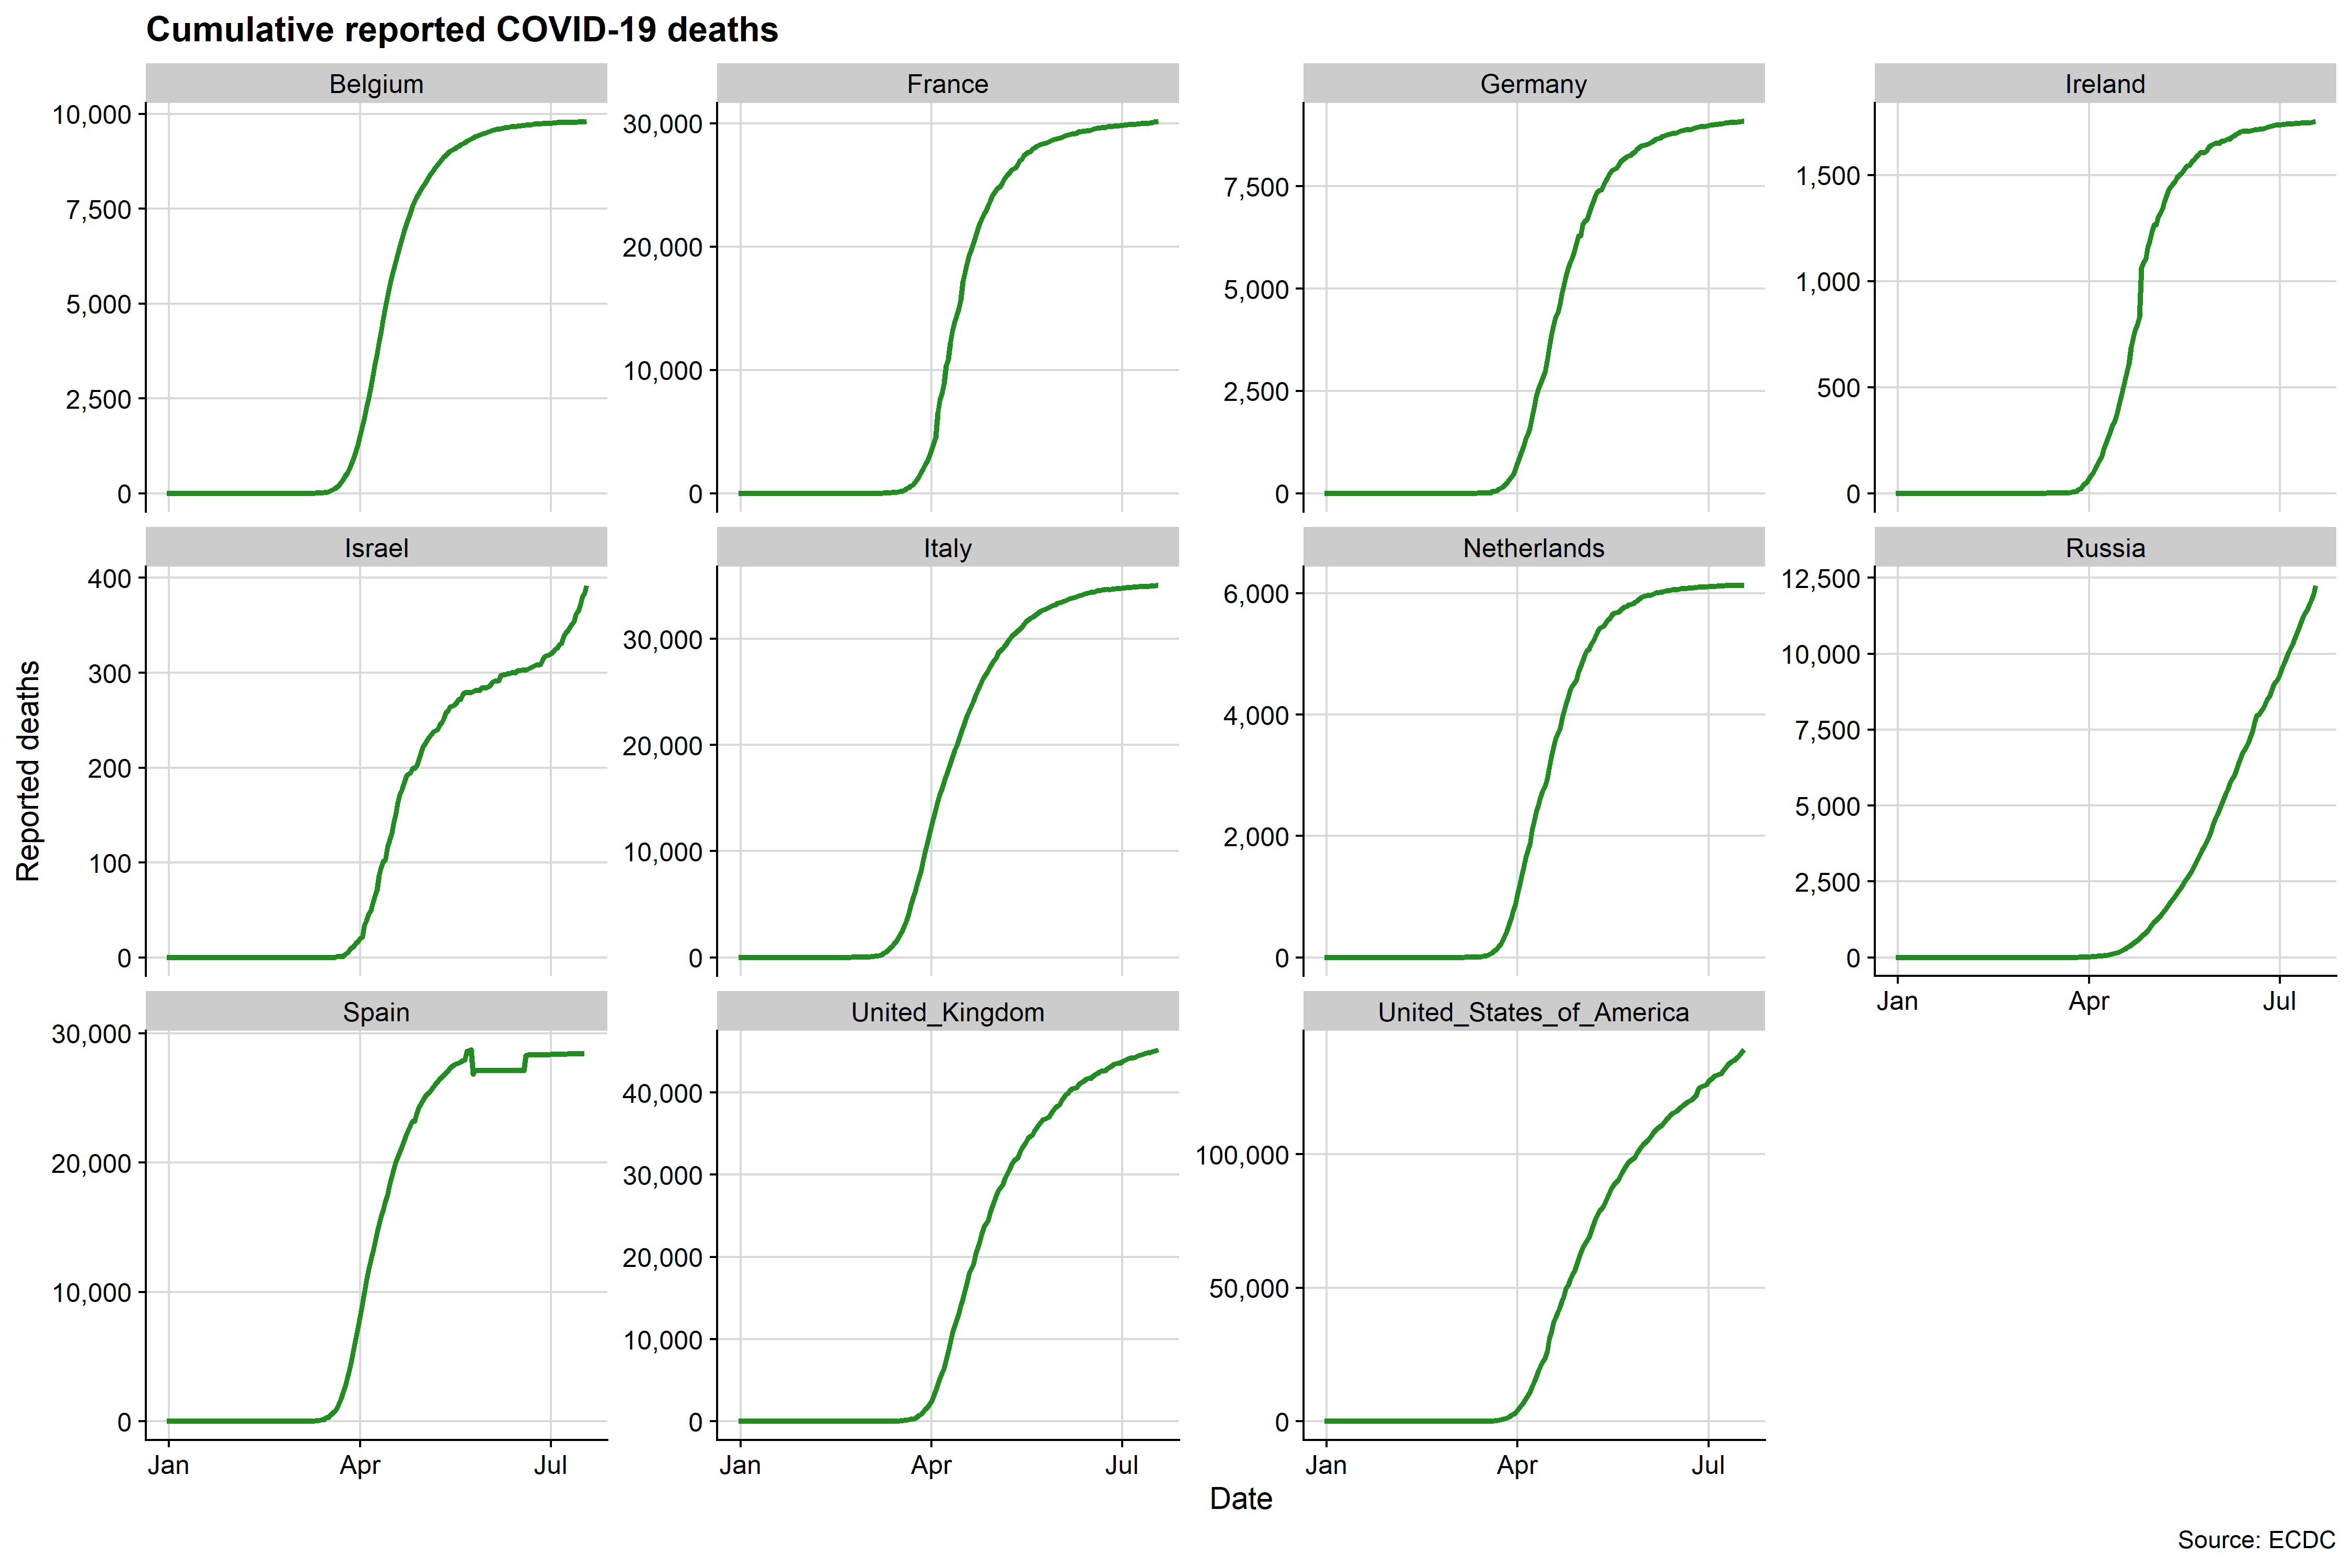 Cumulative reported COVID-19 deaths
Belgium
10,000
7,500
5,000
2,500
0
France
30,000
20,000
10,000
0
Germany
7,500
5,000
2,500
0
Ireland
1,500
1,000
500
0
Reported deaths
Israel
400
300
200
100
0
Italy
30,000
20,000
10,000
0
Netherlands
6,000
4,000
2,000
0
Russia
12,500
10,000
7,500
5,000
2,500
0
Jan Apr Jul
Spain
30,000
20,000
10,000
0
Jan Apr Jul
United_Kingdom
40,000
30,000
20,000
10,000
0
Jan Apr Jul
United_States_of_America
100,000
50,000
0
Jan Apr Jul
Date
Source: ECDC